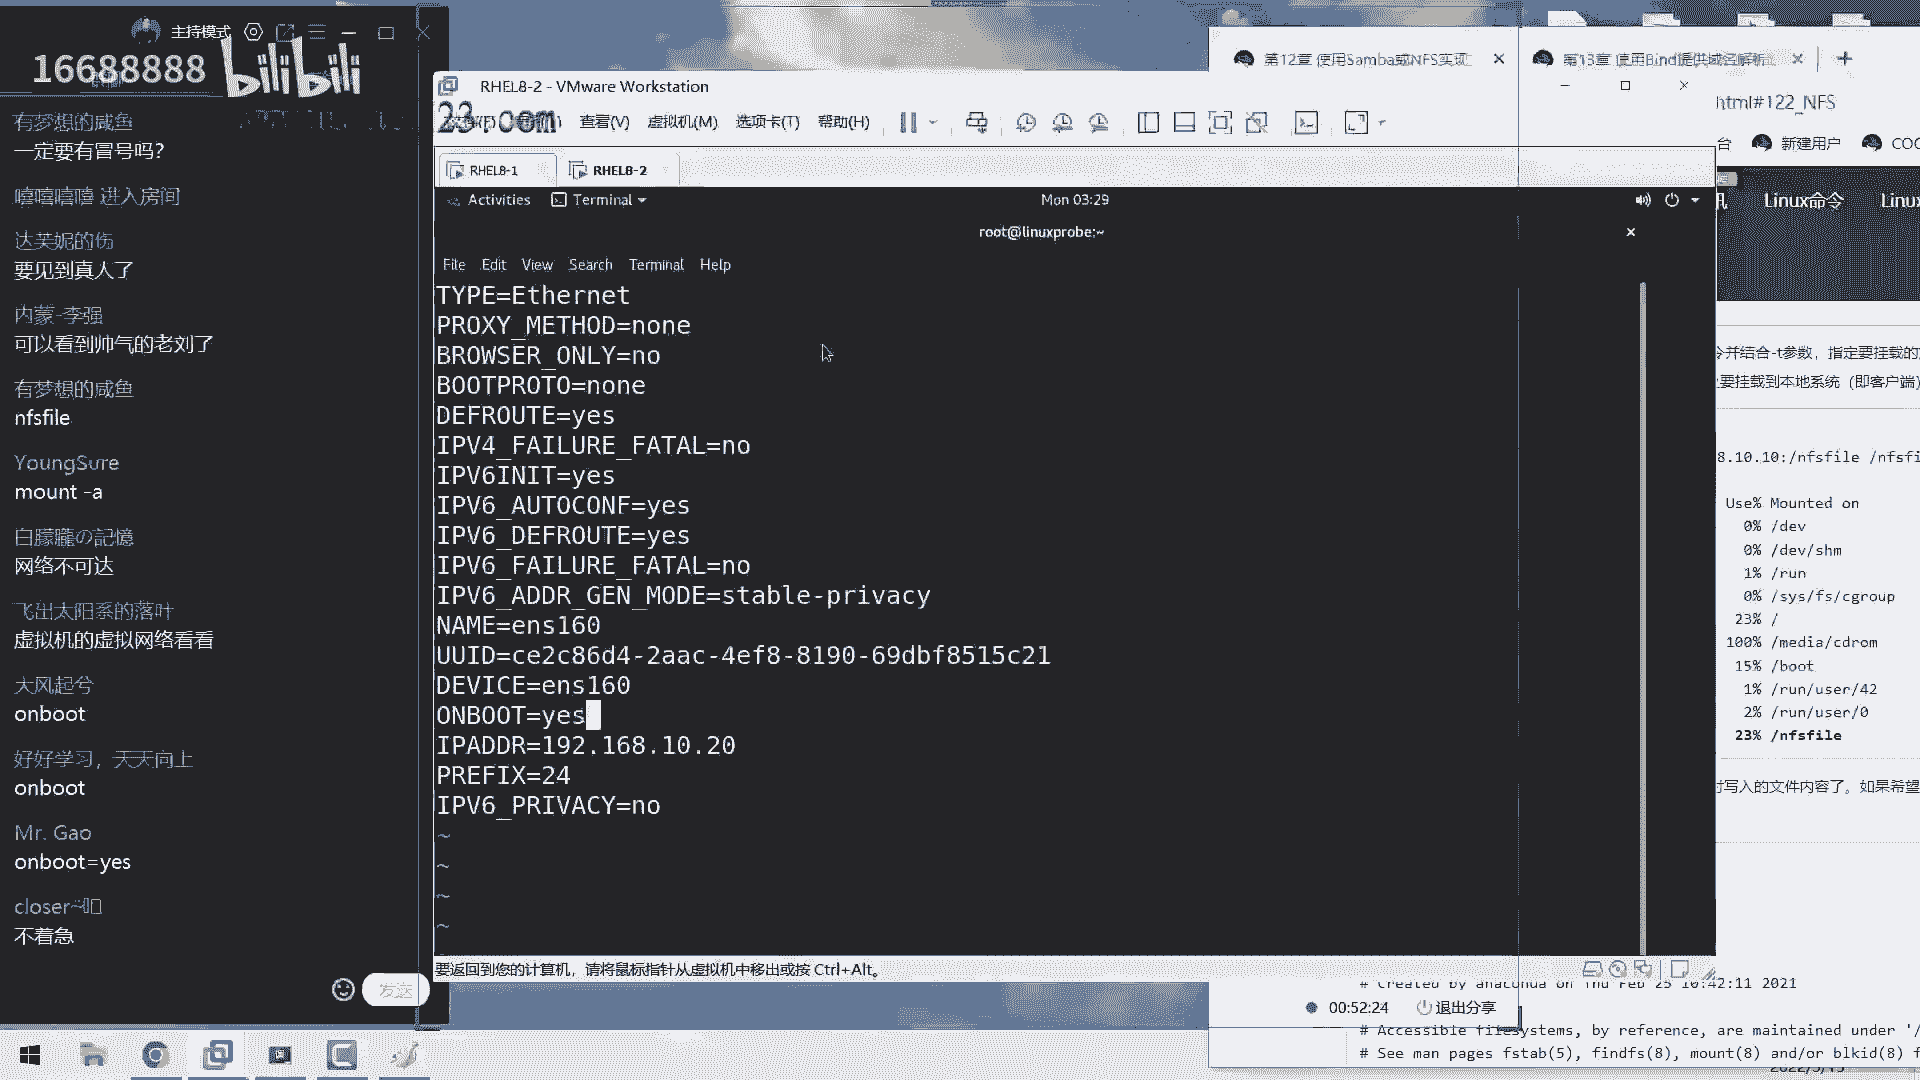 主持模式
16688888 bilibili
有梦想的咸鱼
一定要有冒号吗?
嘻嘻嘻嘻 进入房间
达芙妮的伤
要见到真人了
内蒙-李强
可以看到帅气的老刘了
有梦想的咸鱼
nfsfile
YoungSure
mount -a
白朦朧の記憶
网络不可达
飞出太阳系的落叶
虚拟机的虚拟网络看看
大风起兮
onboot
好好学习，天天向上
onboot
Mr. Gao
onboot=yes
不着急
发送
RHEL8-2 - VMware Workstation
23.com
查看(V) 虚拟机(M) 选项卡(T) 帮助(H)
RHEL8-1
RHEL8-2
Activities
Terminal
Mon 03:29
root@linuxprobe:~
File Edit View Search Terminal Help
TYPE=Ethernet
PROXY_METHOD=none
BROWSER_ONLY=no
BOOTPROTO=none
DEFROUTE=yes
IPV4_FAILURE_FATAL=no
IPV6INIT=yes
IPV6_AUTOCONF=yes
IPV6_DEFROUTE=yes
IPV6_FAILURE_FATAL=no
IPV6_ADDR_GEN_MODE=stable-privacy
NAME=ens160
UUID=ce2c86d4-2aac-4ef8-8190-69dbf8515c21
DEVICE=ens160
ONBOOT=yes
IPADDR=192.168.10.20
PREFIX=24
IPV6_PRIVACY=no
~
~
~
~
要返回到您的计算机，请将鼠标指针从虚拟机中移出或按 Ctrl+Alt。
第12章 使用Samba或NFS实现
第13章 使用Bind提供域名解析
html#122_NFS
台 新建用户
Linux命令
令并结合-t参数，指定要挂载的
要挂载到本地系统（即客户端）
8.10.10:/nfsfile
Use% Mounted on
0% /dev
0% /dev/shm
1% /run
0% /sys/fs/cgroup
23% /
100% /media/cdrom
15% /boot
1% /run/user/42
2% /run/user/0
23% /nfsfile
时写入的文件内容了。如果希望
# Created by anaconda on Thu Feb 25 10:42:11 2021
00:52:24
退出分享
# Accessible filesystems, by reference, are maintained under '/
# See man pages fstab(5), findfs(8), mount(8) and/or blkid(8) f